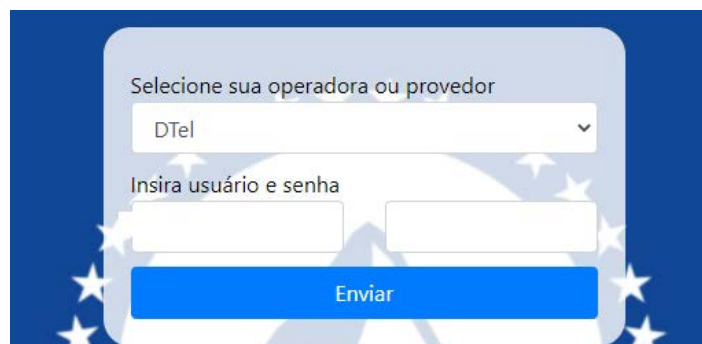 Selecione sua operadora ou provedor
DTel
Insira usuário e senha
Enviar